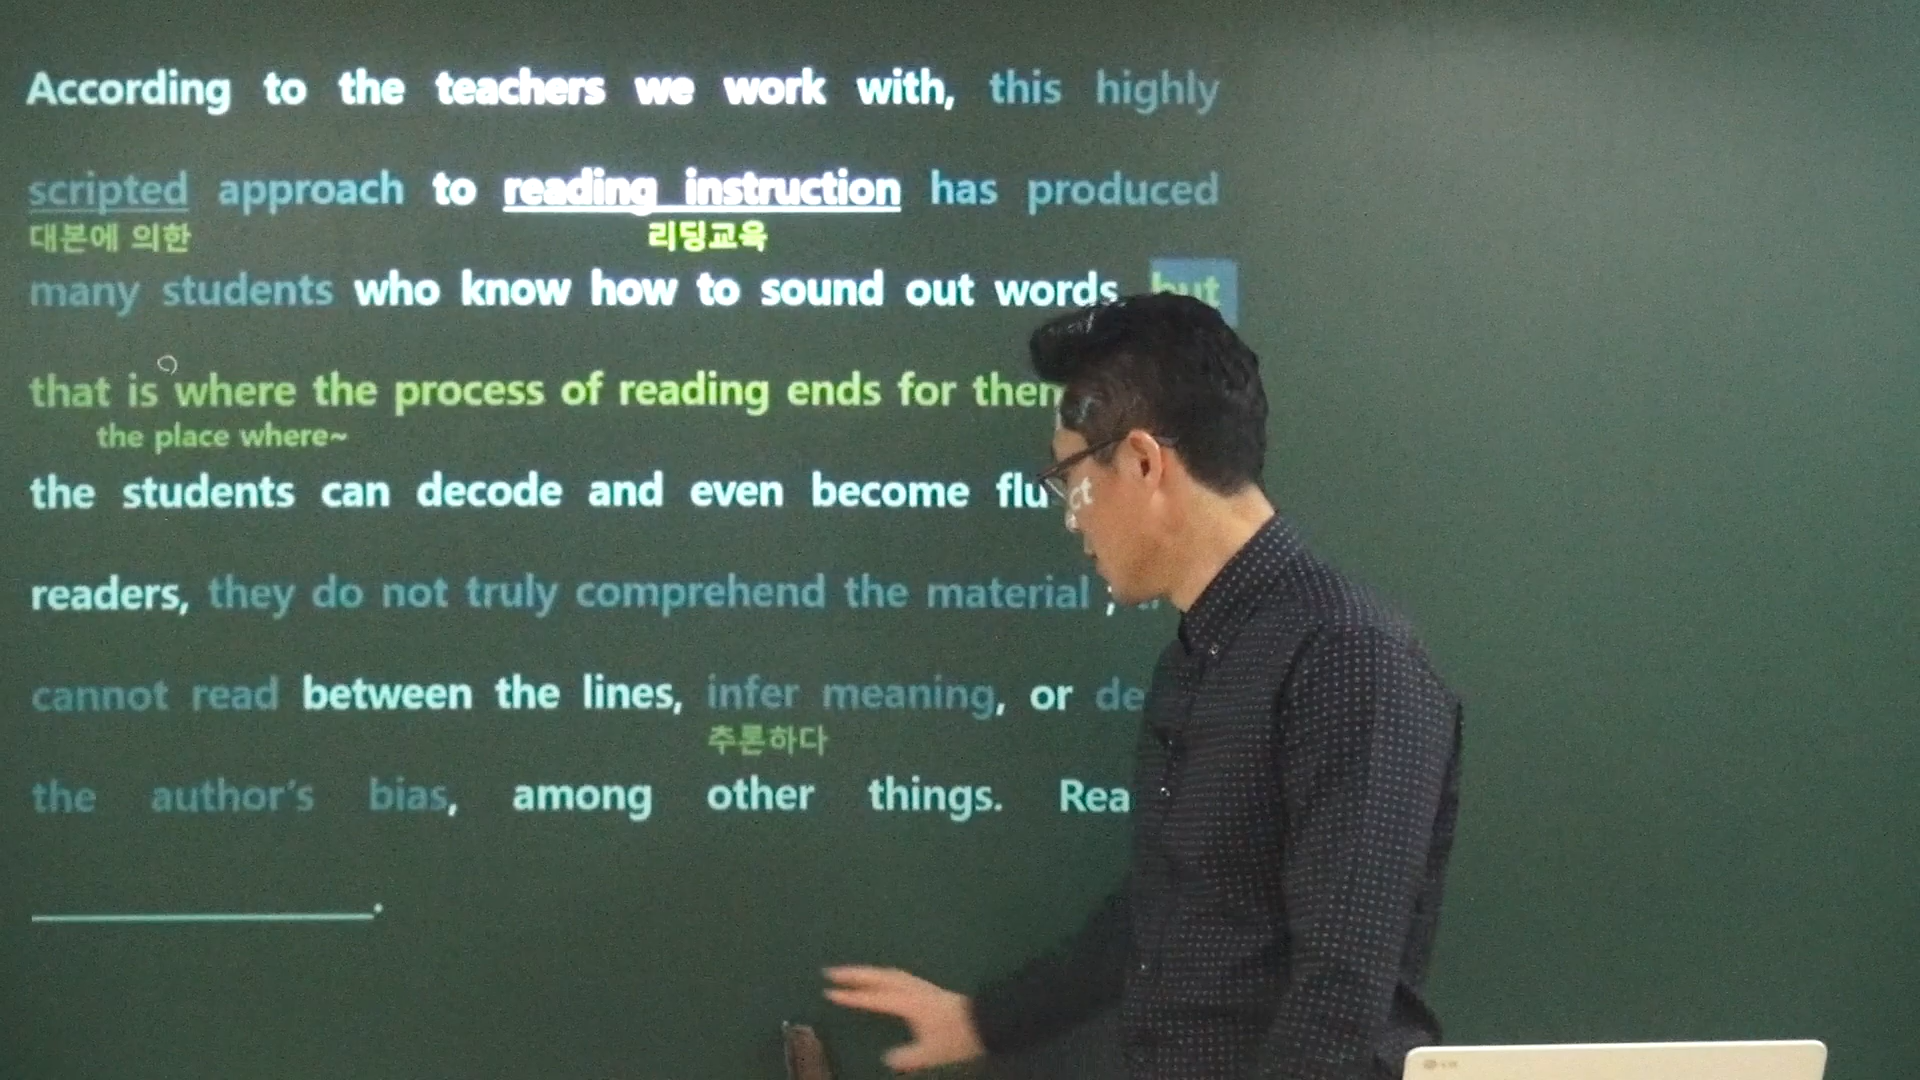 According to the teachers we work with, this highly
scripted approach to reading instruction has produced
대본에 의한 리딩교육
many students who know how to sound out words, but
that is where the process of reading ends for
the place where~
the students can decode and even become
readers, they do not truly comprehend the material ;
cannot read between the lines, infer meaning, or
추론하다
the author's bias, among other things.